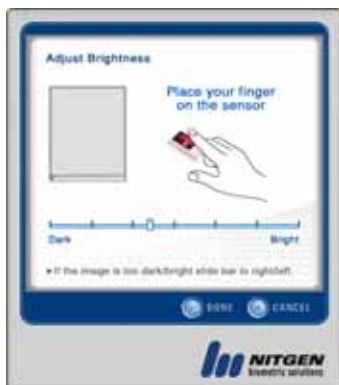 Adjust Brightness
Place your finger
on the sensor
Dark Bright
▸If the image is too dark/bright slide bar to right/left.
DONE CANCEL
NITGEN
biometric solutions